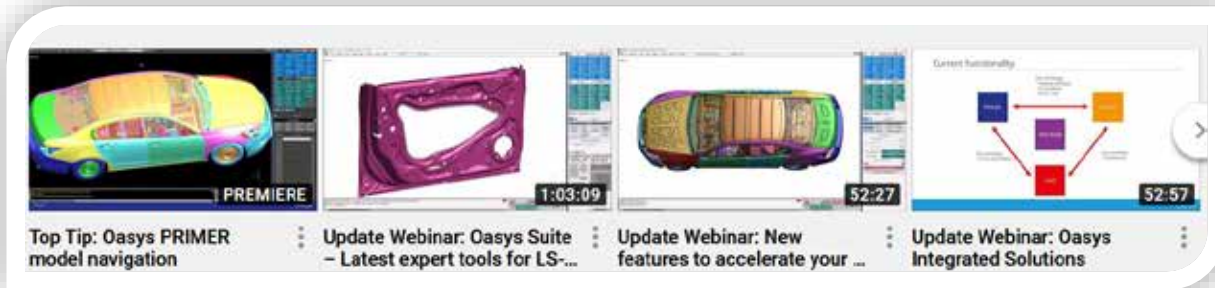 Current functionality
PREMIERE
1:03:09
52:27
52:57
Top Tip: Oasys PRIMER
model navigation
Update Webinar: Oasys Suite
– Latest expert tools for LS-...
Update Webinar: New
features to accelerate your ...
Update Webinar: Oasys
Integrated Solutions